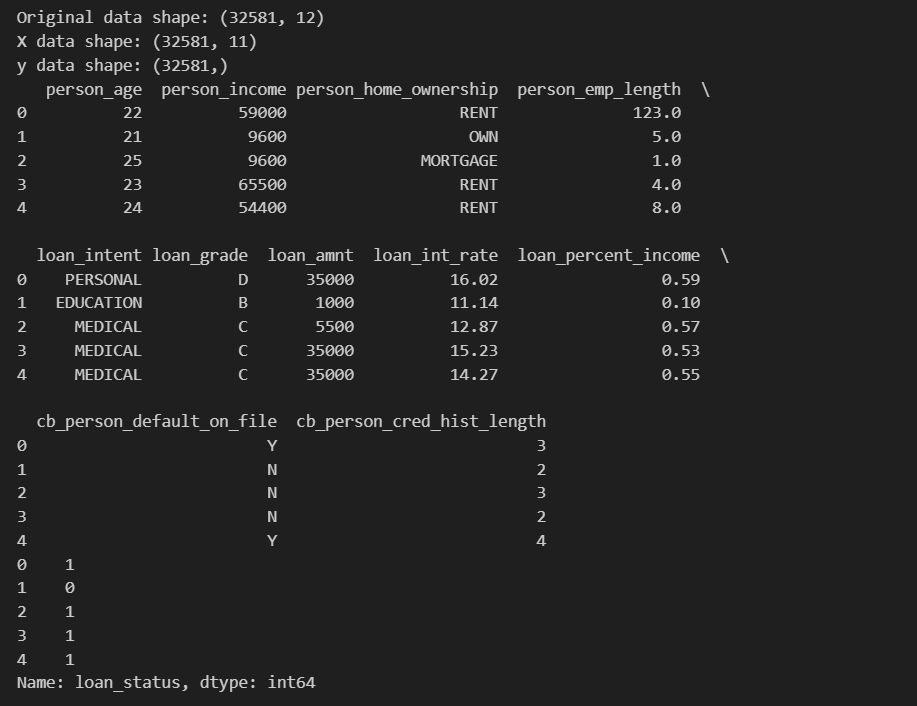 Original data shape: (32581, 12)
X data shape: (32581, 11)
y data shape: (32581,)
   person_age  person_income person_home_ownership  person_emp_length  \
0          22          59000                  RENT              123.0
1          21           9600                   OWN                5.0
2          25           9600              MORTGAGE                1.0
3          23          65500                  RENT                4.0
4          24          54400                  RENT                8.0

  loan_intent loan_grade  loan_amnt  loan_int_rate  loan_percent_income  \
0    PERSONAL          D      35000          16.02                 0.59
1   EDUCATION          B       1000          11.14                 0.10
2     MEDICAL          C       5500          12.87                 0.57
3     MEDICAL          C      35000          15.23                 0.53
4     MEDICAL          C      35000          14.27                 0.55

  cb_person_default_on_file  cb_person_cred_hist_length
0                         Y                           3
1                         N                           2
2                         N                           3
3                         N                           2
4                         Y                           4
0    1
1    0
2    1
3    1
4    1
Name: loan_status, dtype: int64